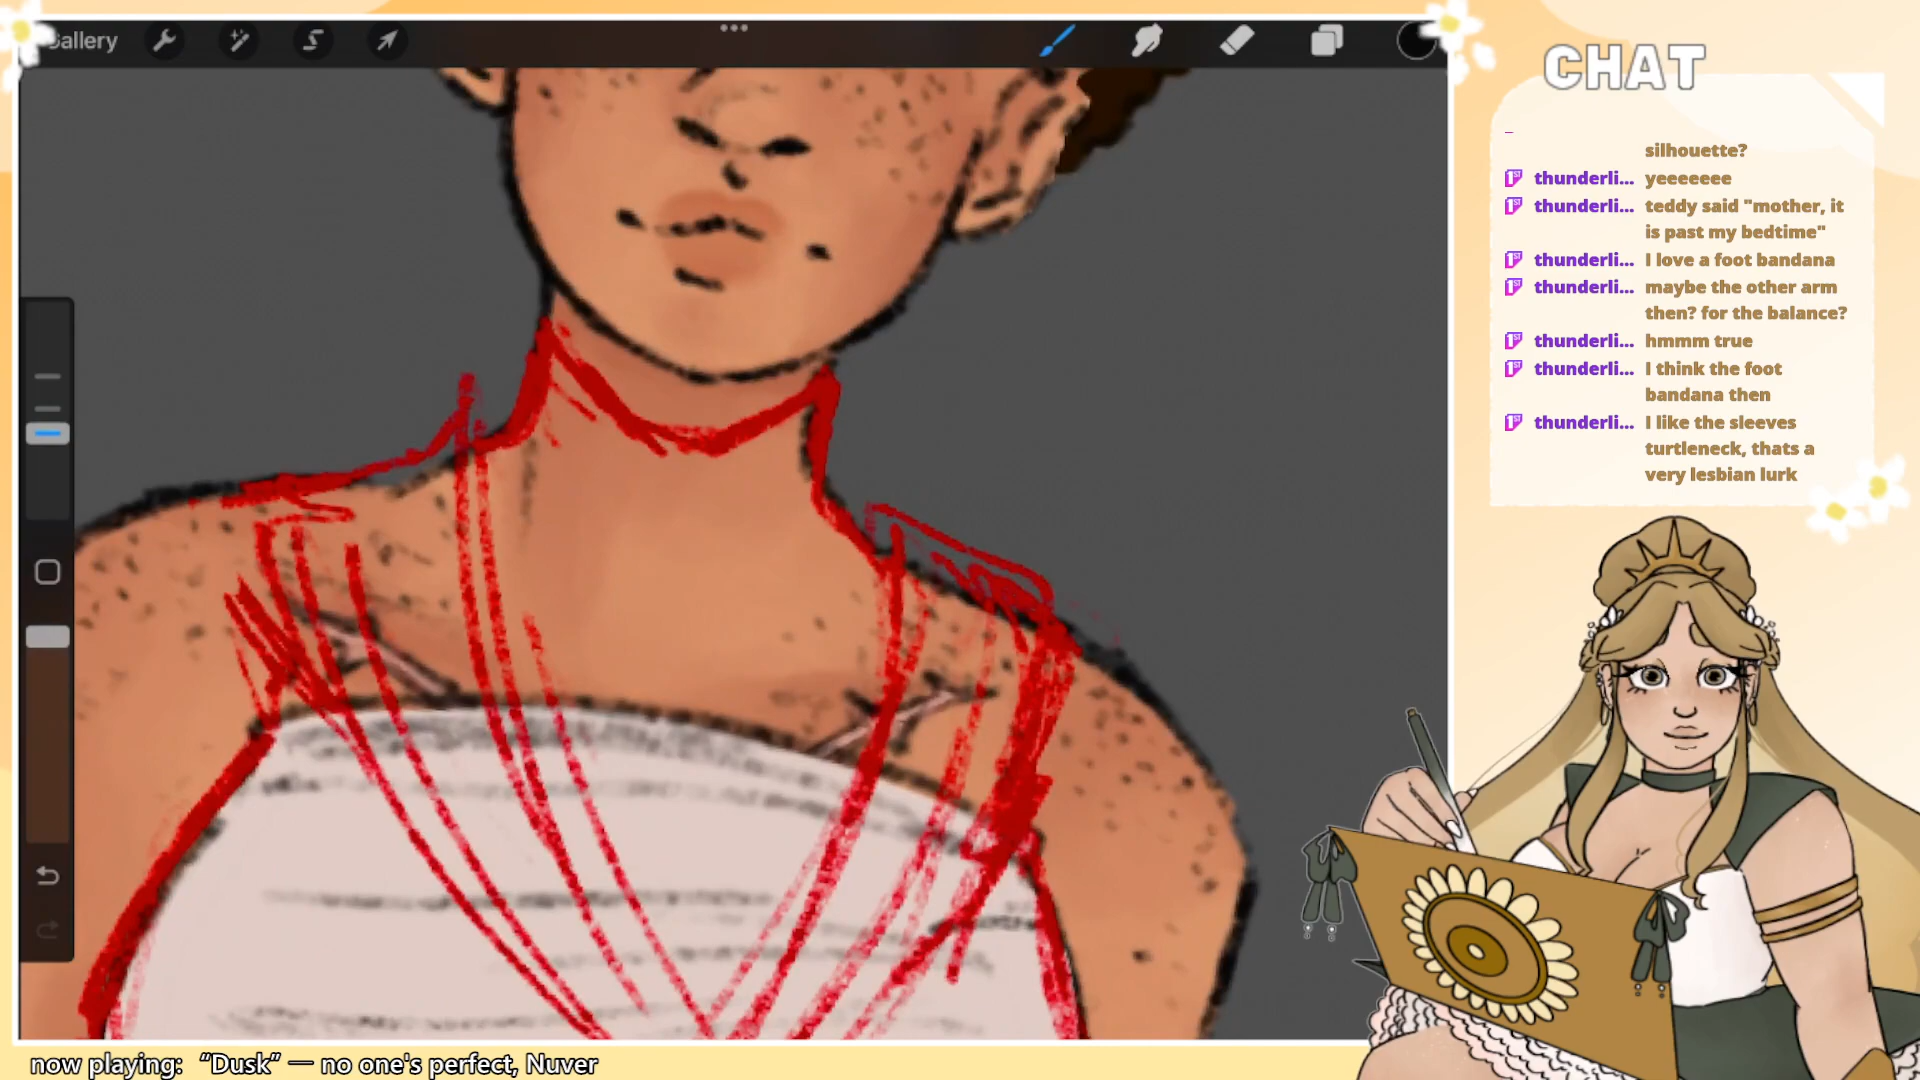 Gallery
CHAT
silhouette?
thunderli... yeeeeeee
thunderli... teddy said "mother, it
is past my bedtime"
thunderli... I love a foot bandana
thunderli... maybe the other arm
then? for the balance?
thunderli... hmmm true
thunderli... I think the foot
bandana then
thunderli... I like the sleeves
turtleneck, thats a
very lesbian lurk
now playing: “Dusk” — no one's perfect, Nuver